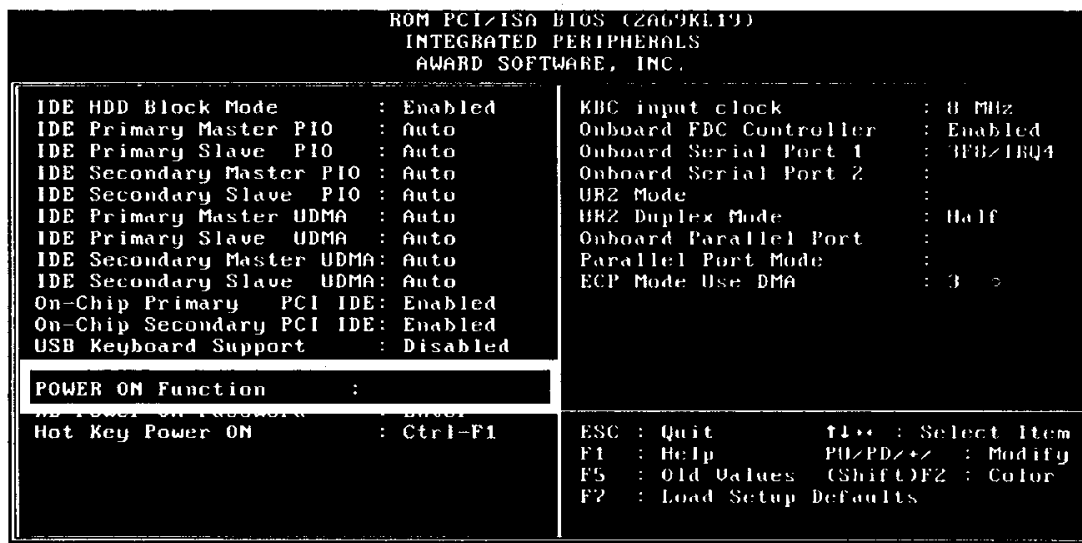 ROM PCI/ISA BIOS (2A69KL19)
INTEGRATED PERIPHERALS
AWARD SOFTWARE, INC.
IDE HDD Block Mode : Enabled
IDE Primary Master PIO : Auto
IDE Primary Slave PIO : Auto
IDE Secondary Master PIO : Auto
IDE Secondary Slave PIO : Auto
IDE Primary Master UDMA : Auto
IDE Primary Slave UDMA : Auto
IDE Secondary Master UDMA: Auto
IDE Secondary Slave UDMA: Auto
On-Chip Primary PCI IDE: Enabled
On-Chip Secondary PCI IDE: Enabled
USB Keyboard Support : Disabled
POWER ON Function :
Hot Key Power ON : Ctrl-F1
KBC input clock : 8 MHz
Onboard FDC Controller : Enabled
Onboard Serial Port 1 : 3F8/IRQ4
Onboard Serial Port 2 :
UR2 Mode :
UR2 Duplex Mode : Half
Onboard Parallel Port :
Parallel Port Mode :
ECP Mode Use DMA : 3
ESC : Quit ↑↓→← : Select Item
F1 : Help PU/PD/+/- : Modify
F5 : Old Values (Shift)F2 : Color
F7 : Load Setup Defaults